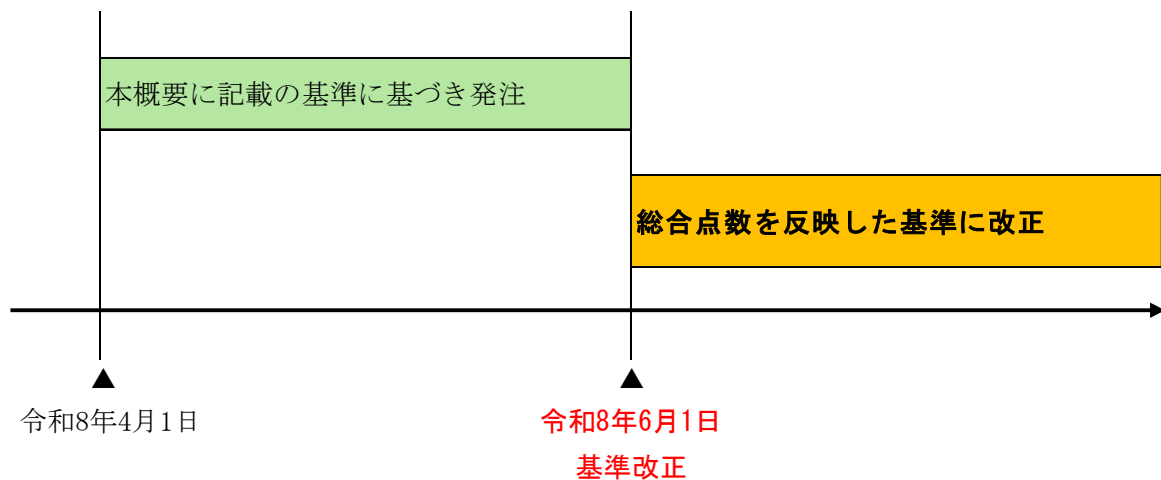 本概要に記載の基準に基づき発注
総合点数を反映した基準に改正
令和8年4月1日
令和8年6月1日
基準改正